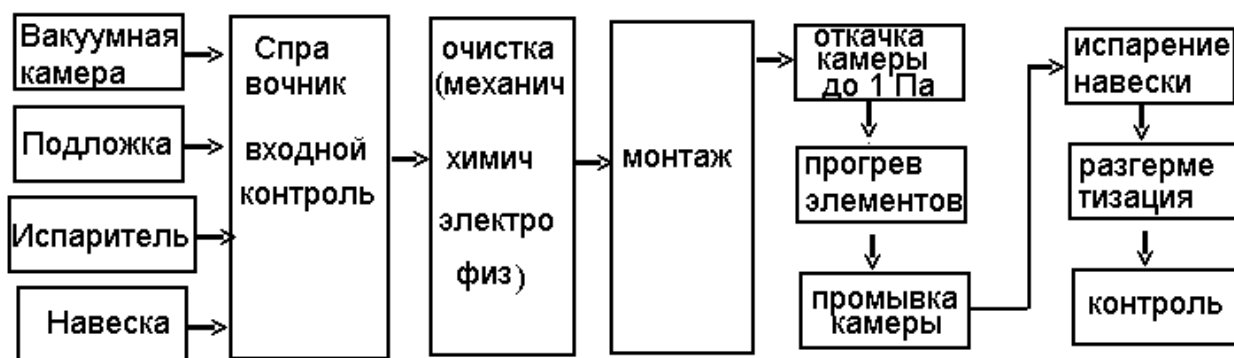 Вакуумная
камера
Подложка
Испаритель
Навеска
Спра
вочник
входной
контроль
очистка
(механич
химич
электро
физ)
монтаж
откачка
камеры
до 1 Па
прогрев
элементов
промывка
камеры
испарение
навески
разгерме
тизация
контроль